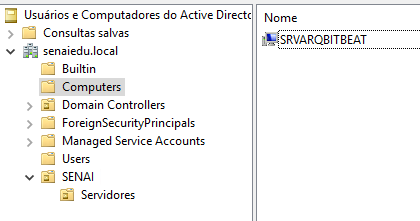 Usuários e Computadores do Active Direct
Consultas salvas
senaiedu.local
Builtin
Computers
Domain Controllers
ForeignSecurityPrincipals
Managed Service Accounts
Users
SENAI
Servidores
Nome
SRVARQBITBEAT